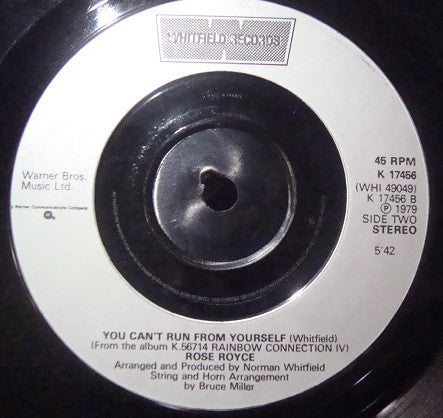 WHITFIELD RECORDS
Warner Bros.
Music Ltd.
a Warner Communications Company
45 RPM
K 17456
(WHI 49049)
K 17456 B
℗ 1979
SIDE TWO
STEREO
5'42
YOU CAN'T RUN FROM YOURSELF (Whitfield)
(From the album K.56714 RAINBOW CONNECTION IV)
ROSE ROYCE
Arranged and Produced by Norman Whitfield
String and Horn Arrangement
by Bruce Miller